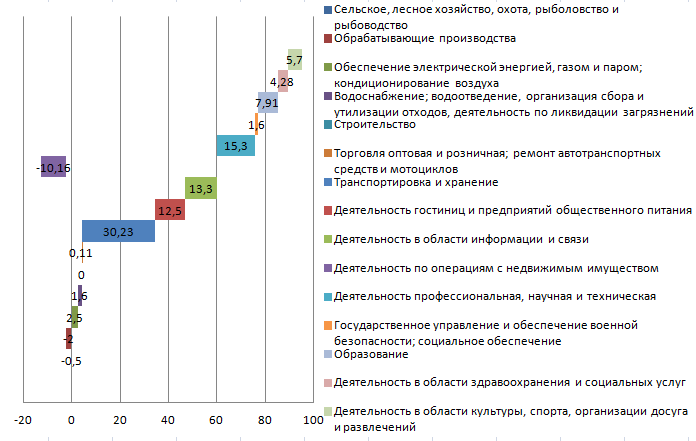 5,7
4,28
7,91
1,6
15,3
-10,16
13,3
12,5
30,23
0,11
0
1,6
2,5
-2
-0,5
-20 0 20 40 60 80 100
Сельское, лесное хозяйство, охота, рыболовство и
рыбоводство
Обрабатывающие производства
Обеспечение электрической энергией, газом и паром;
кондиционирование воздуха
Водоснабжение; водоотведение, организация сбора и
утилизации отходов, деятельность по ликвидации загрязнений
Строительство
Торговля оптовая и розничная; ремонт автотранспортных
средств и мотоциклов
Транспортировка и хранение
Деятельность гостиниц и предприятий общественного питания
Деятельность в области информации и связи
Деятельность по операциям с недвижимым имуществом
Деятельность профессиональная, научная и техническая
Государственное управление и обеспечение военной
безопасности; социальное обеспечение
Образование
Деятельность в области здравоохранения и социальных услуг
Деятельность в области культуры, спорта, организации досуга
и развлечений